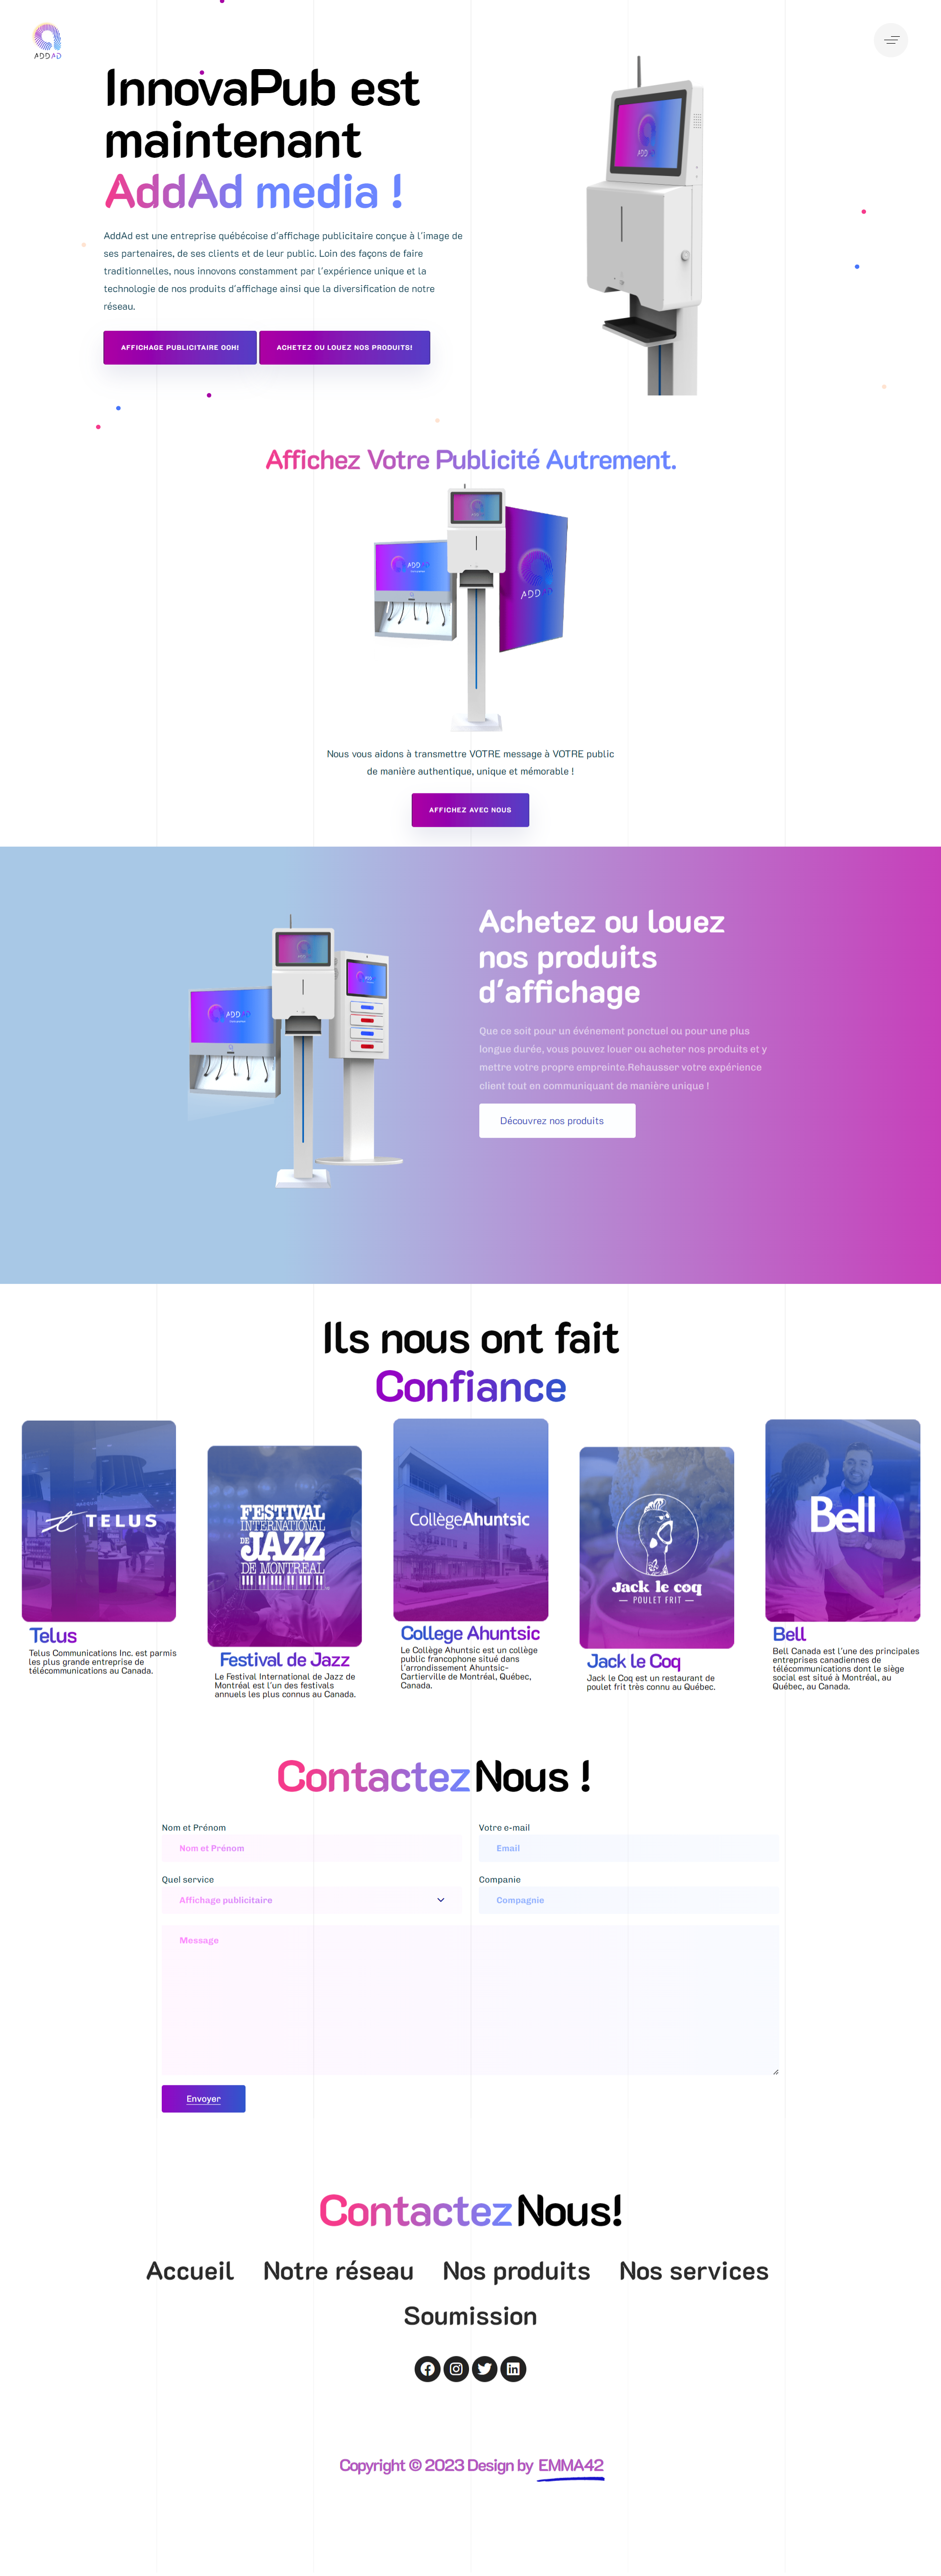 ADDAD
InnovaPub est
maintenant
AddAd media !
AddAd est une entreprise québécoise d'affichage publicitaire conçue à l'image de
ses partenaires, de ses clients et de leur public. Loin des façons de faire
traditionnelles, nous innovons constamment par l'expérience unique et la
technologie de nos produits d'affichage ainsi que la diversification de notre
réseau.
AFFICHAGE PUBLICITAIRE OOH!
ACHETEZ OU LOUEZ NOS PRODUITS!
Affichez Votre Publicité Autrement.
ADDAD
ADDAD
Nous vous aidons à transmettre VOTRE message à VOTRE public
de manière authentique, unique et mémorable !
AFFICHEZ AVEC NOUS
ADDAD
Achetez ou louez
nos produits
d'affichage
Que ce soit pour un événement ponctuel ou pour une plus
longue durée, vous pouvez louer ou acheter nos produits et y
mettre votre propre empreinte.Rehausser votre expérience
client tout en communiquant de manière unique !
Découvrez nos produits
Ils nous ont fait
Confiance
TELUS
Telus
Telus Communications Inc. est parmis
les plus grande entreprise de
télécommunications au Canada.
FESTIVAL
INTERNATIONAL
DE JAZZ
DE MONTREAL
Festival de Jazz
Le Festival International de Jazz de
Montréal est l'un des festivals
annuels les plus connus au Canada.
CollègeAhuntsic
College Ahuntsic
Le Collège Ahuntsic est un collège
public francophone situé dans
l'arrondissement Ahuntsic-
Cartierville de Montréal, Québec,
Canada.
Jack le coq
POULET FRIT
Jack le Coq
Jack le Coq est un restaurant de
poulet frit très connu au Québec.
Bell
Bell
Bell Canada est l'une des principales
entreprises canadiennes de
télécommunications dont le siège
social est situé à Montréal, au
Québec, au Canada.
Contactez Nous !
Nom et Prénom
Votre e-mail
Nom et Prénom
Email
Quel service
Companie
Affichage publicitaire
Compagnie
Message
Envoyer
Contactez Nous!
Accueil Notre réseau Nos produits Nos services
Soumission
Copyright © 2023 Design by EMMA42